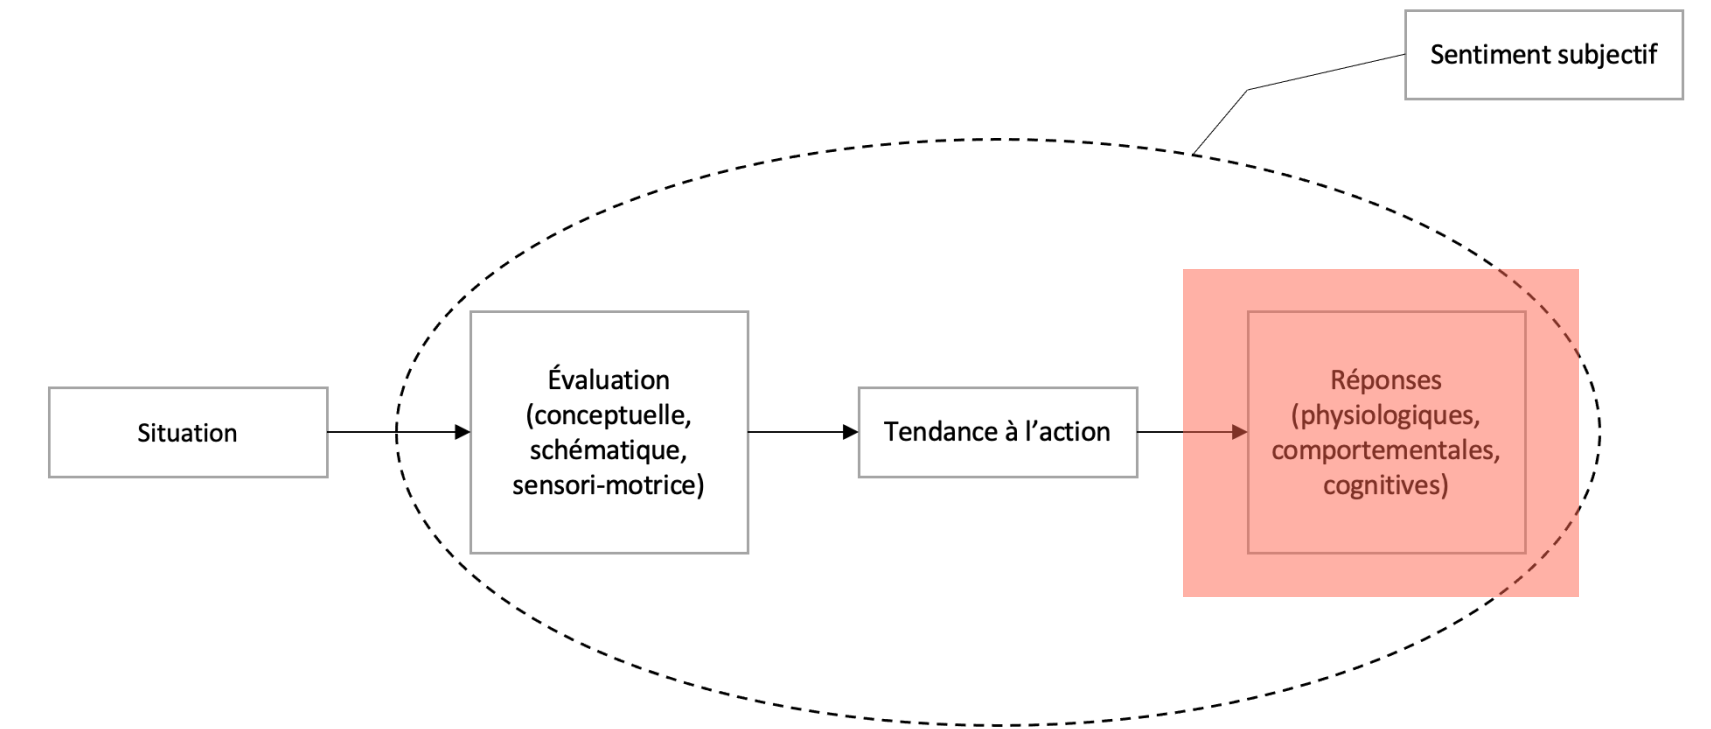 Sentiment subjectif
Situation
Évaluation
(conceptuelle,
schématique,
sensori-motrice)
Tendance à l’action
Réponses
(physiologiques,
comportementales,
cognitives)